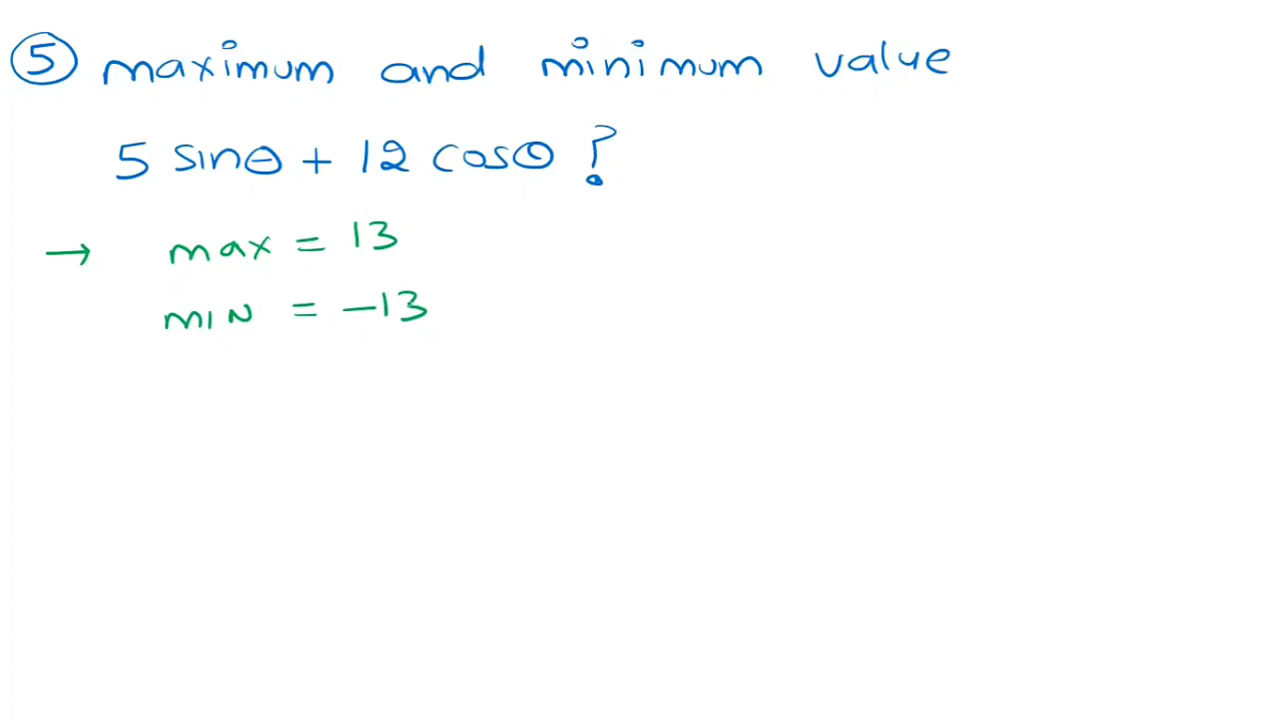 ⑤ maximum and minimum value
5 sinθ + 12 cosθ ?
→ max = 13
MIN = -13